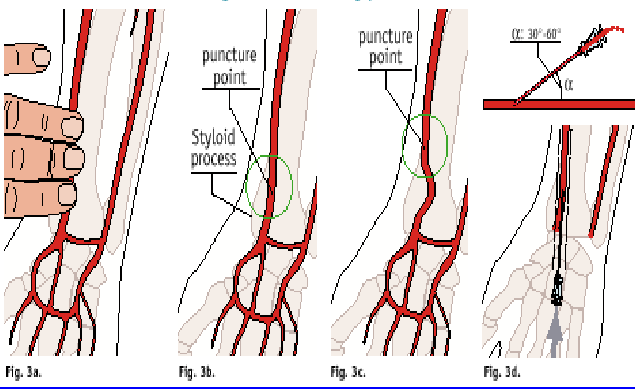 puncture
point
Styloid
process
puncture
point
α: 30°-60°
α
Fig. 3a.
Fig. 3b.
Fig. 3c.
Fig. 3d.